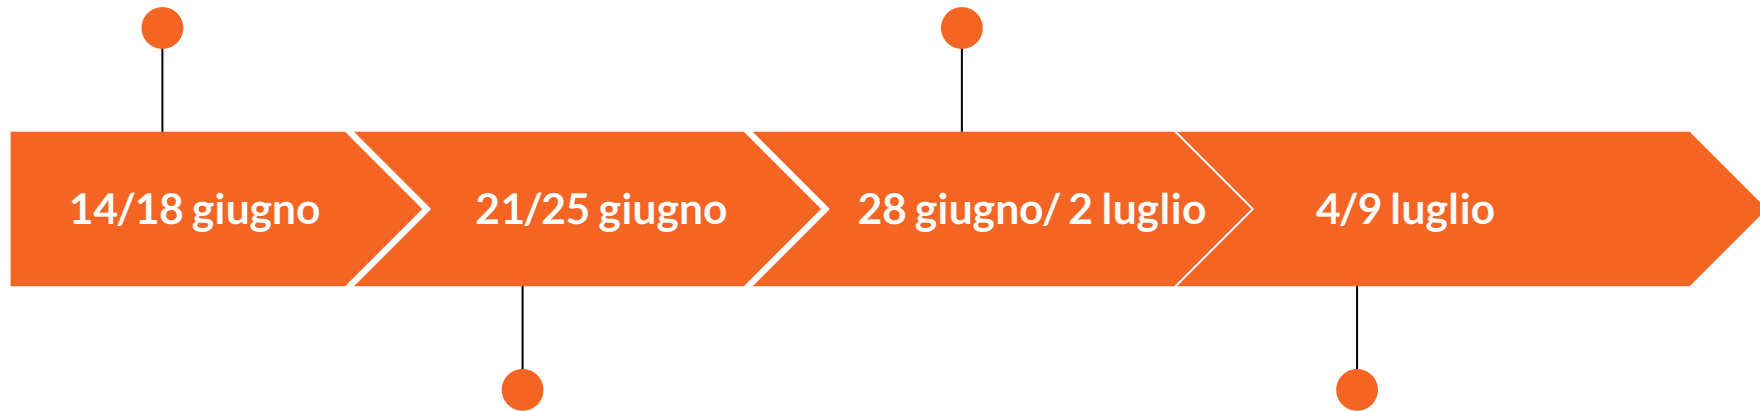 14/18 giugno
21/25 giugno
28 giugno/ 2 luglio
4/9 luglio